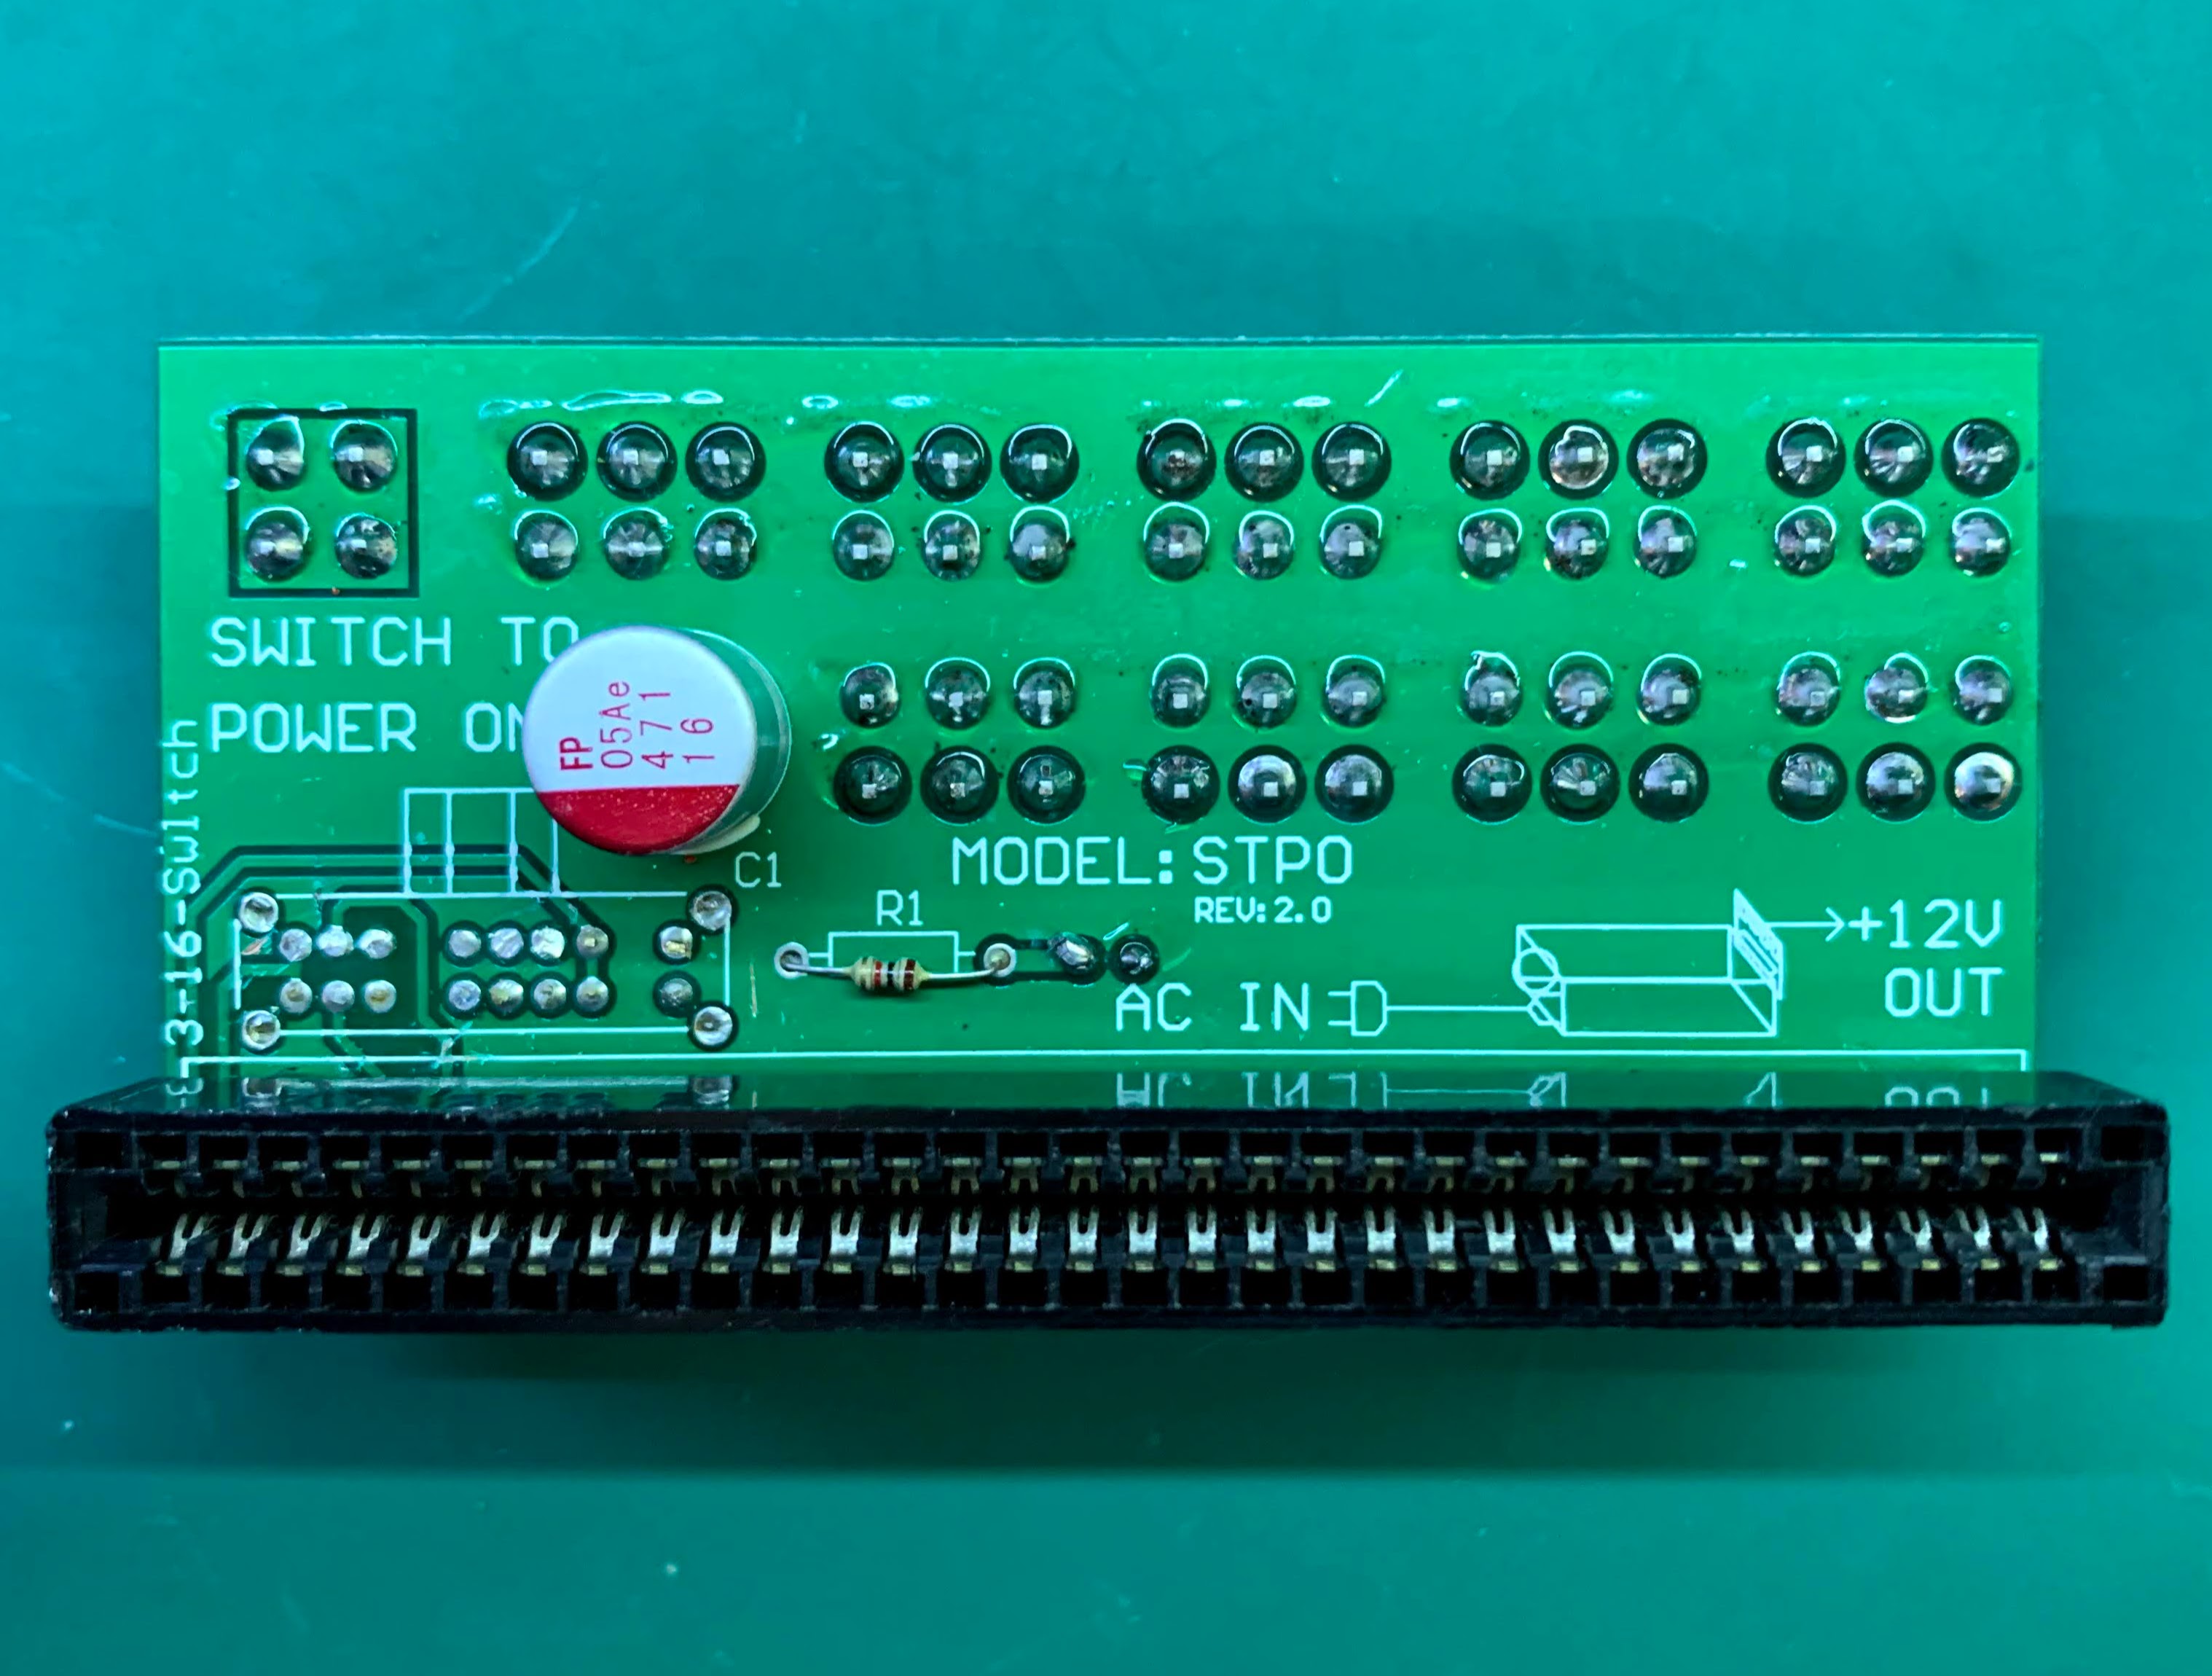 SWITCH TO
POWER ON
FP
05Ae
471
16
C1
MODEL: STPO
REV: 2.0
R1
+12V
OUT
AC IN
3-16-Switch